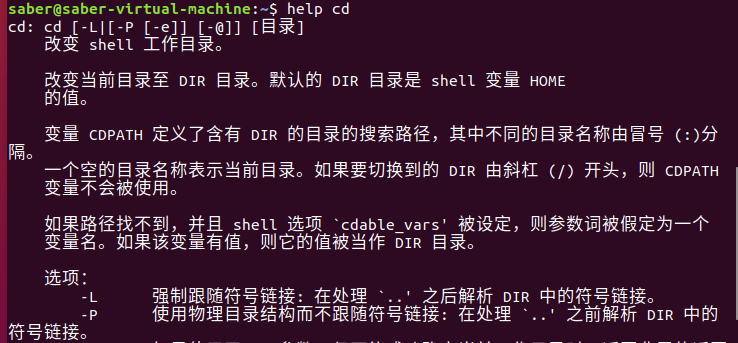 saber@saber-virtual-machine:~$ help cd
cd: cd [-L|[-P [-e]] [-@]] [目录]
改变 shell 工作目录。
改变当前目录至 DIR 目录。默认的 DIR 目录是 shell 变量 HOME
的值。
变量 CDPATH 定义了含有 DIR 的目录的搜索路径，其中不同的目录名称由冒号 (:)分
隔。
一个空的目录名称表示当前目录。如果要切换到的 DIR 由斜杠 (/) 开头，则 CDPATH
变量不会被使用。
如果路径找不到，并且 shell 选项 `cdable_vars' 被设定，则参数词被假定为一个
变量名。如果该变量有值，则它的值被当作 DIR 目录。
选项：
-L 强制跟随符号链接: 在处理 `..' 之后解析 DIR 中的符号链接。
-P 使用物理目录结构而不跟随符号链接: 在处理 `..' 之前解析 DIR 中的
符号链接。